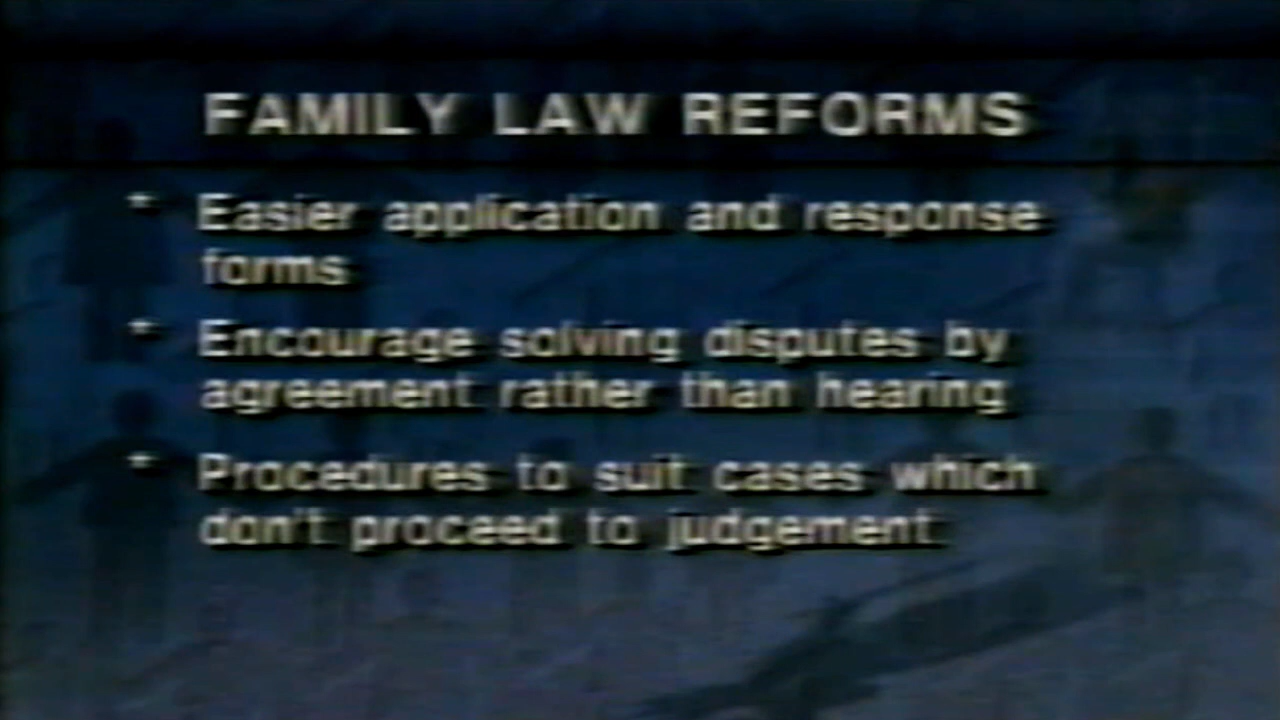 FAMILY LAW REFORMS
* Easier application and response
forms
* Encourage solving disputes by
agreement rather than hearing
* Procedures to suit cases which
don't proceed to judgement